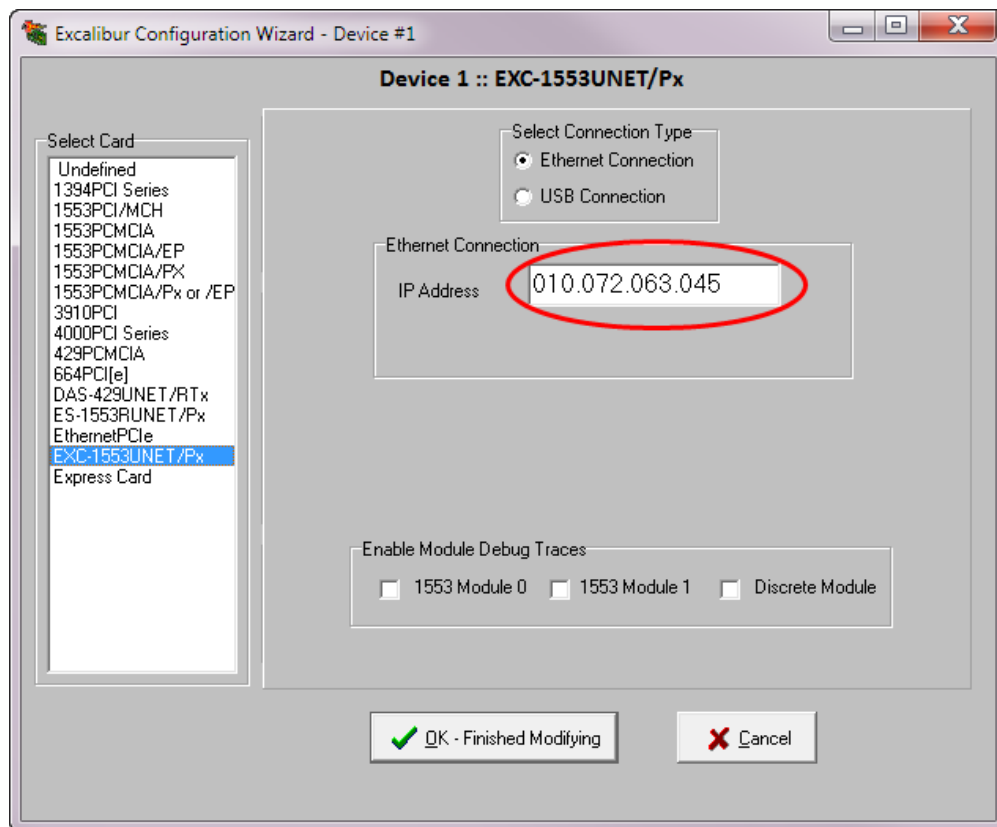 Excalibur Configuration Wizard - Device #1
Device 1 :: EXC-1553UNET/Px
Select Card
Undefined
1394PCI Series
1553PCI/MCH
1553PCMCIA
1553PCMCIA/EP
1553PCMCIA/PX
1553PCMCIA/Px or /EP
3910PCI
4000PCI Series
429PCMCIA
664PCI[e]
DAS-429UNET/RTx
ES-1553RUNET/Px
EthernetPCIe
EXC-1553UNET/Px
Express Card
Select Connection Type
Ethernet Connection
USB Connection
Ethernet Connection
IP Address 010.072.063.045
Enable Module Debug Traces
1553 Module 0 1553 Module 1 Discrete Module
OK - Finished Modifying Cancel